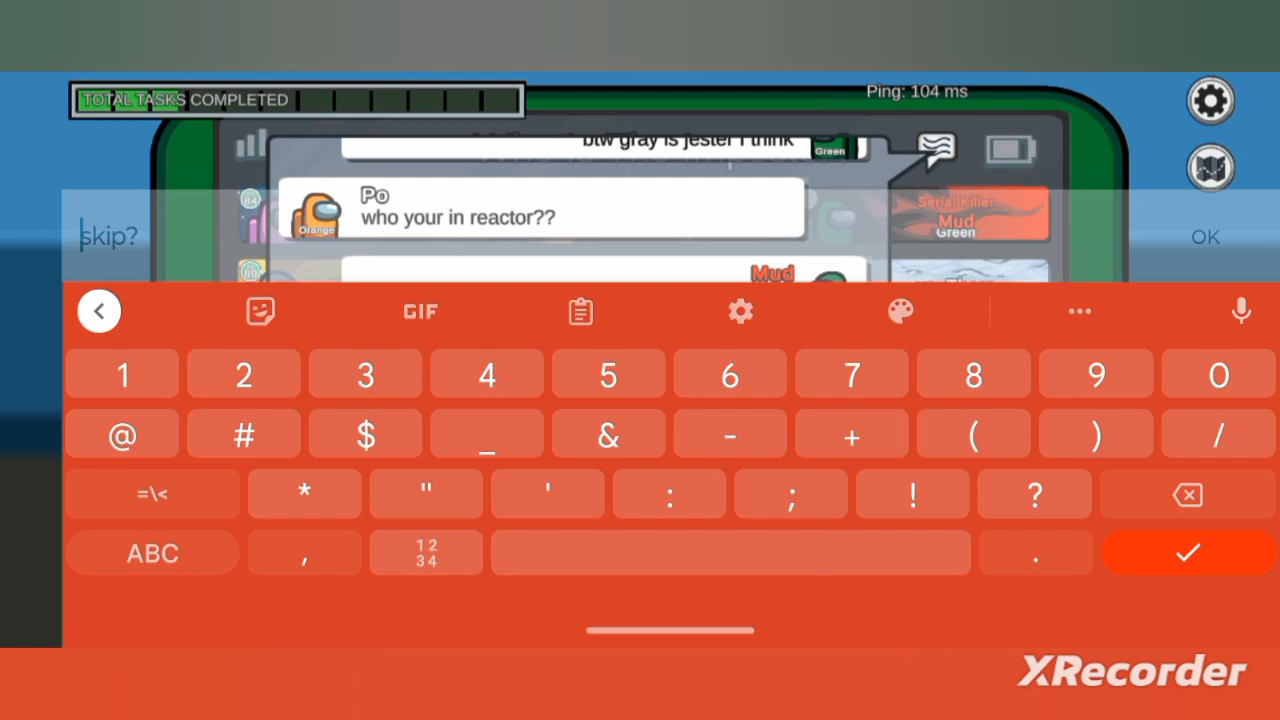 TOTAL TASKS COMPLETED
Ping: 104 ms
btw gray is jester I think
Green
84
Po
who your in reactor??
Orange
Serial Killer
Mud
Green
skip?
OK
89
Mud
GIF
1 2 3 4 5 6 7 8 9 0
@ # $ _ & - + ( ) /
=\< * " ' : ; ! ?
ABC , 12 34 .
XRecorder